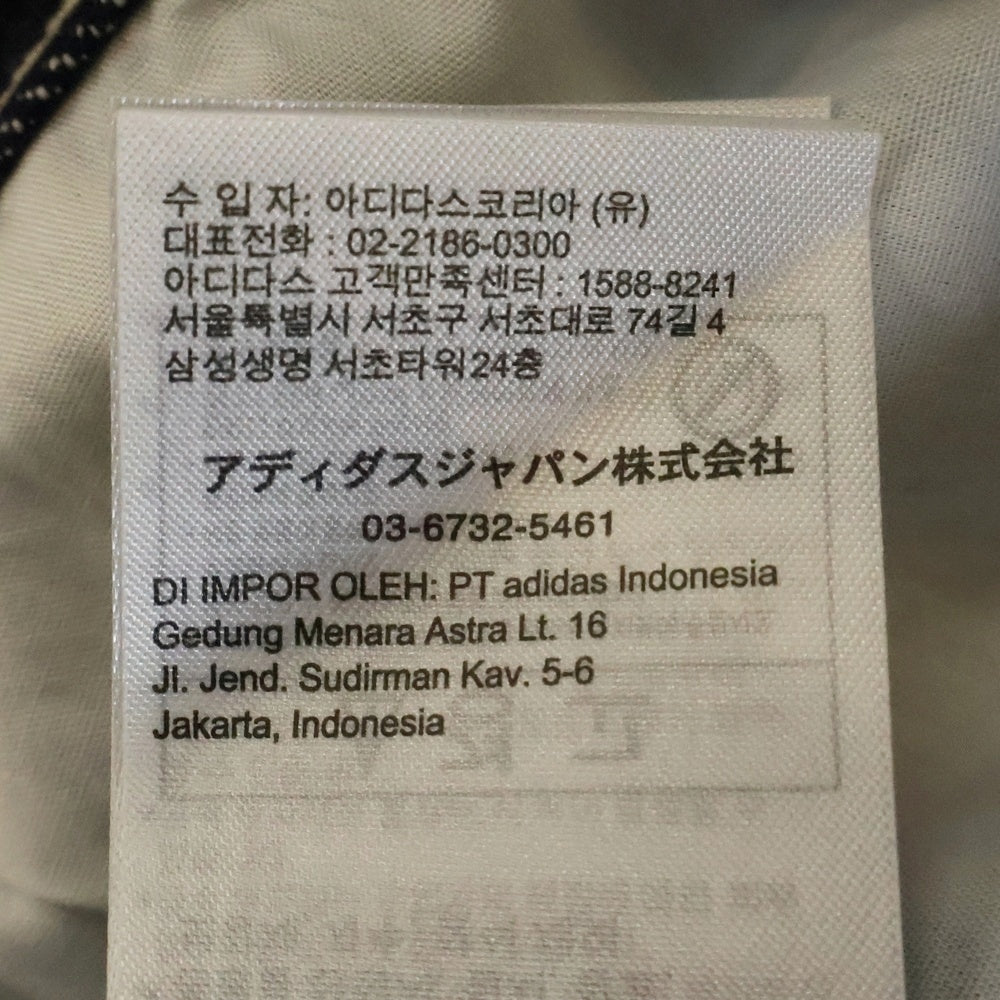 수 입 자: 아디다스코리아 (유)
대표전화 : 02-2186-0300
아디다스 고객만족센터 : 1588-8241
서울특별시 서초구 서초대로 74길 4
삼성생명 서초타워24층
アディダスジャパン株式会社
03-6732-5461
DI IMPOR OLEH: PT adidas Indonesia
Gedung Menara Astra Lt. 16
Jl. Jend. Sudirman Kav. 5-6
Jakarta, Indonesia